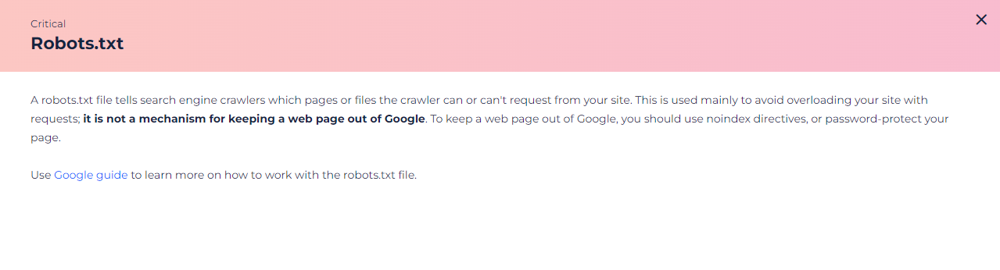 Critical
Robots.txt
A robots.txt file tells search engine crawlers which pages or files the crawler can or can't request from your site. This is used mainly to avoid overloading your site with
requests; it is not a mechanism for keeping a web page out of Google. To keep a web page out of Google, you should use noindex directives, or password-protect your
page.
Use Google guide to learn more on how to work with the robots.txt file.